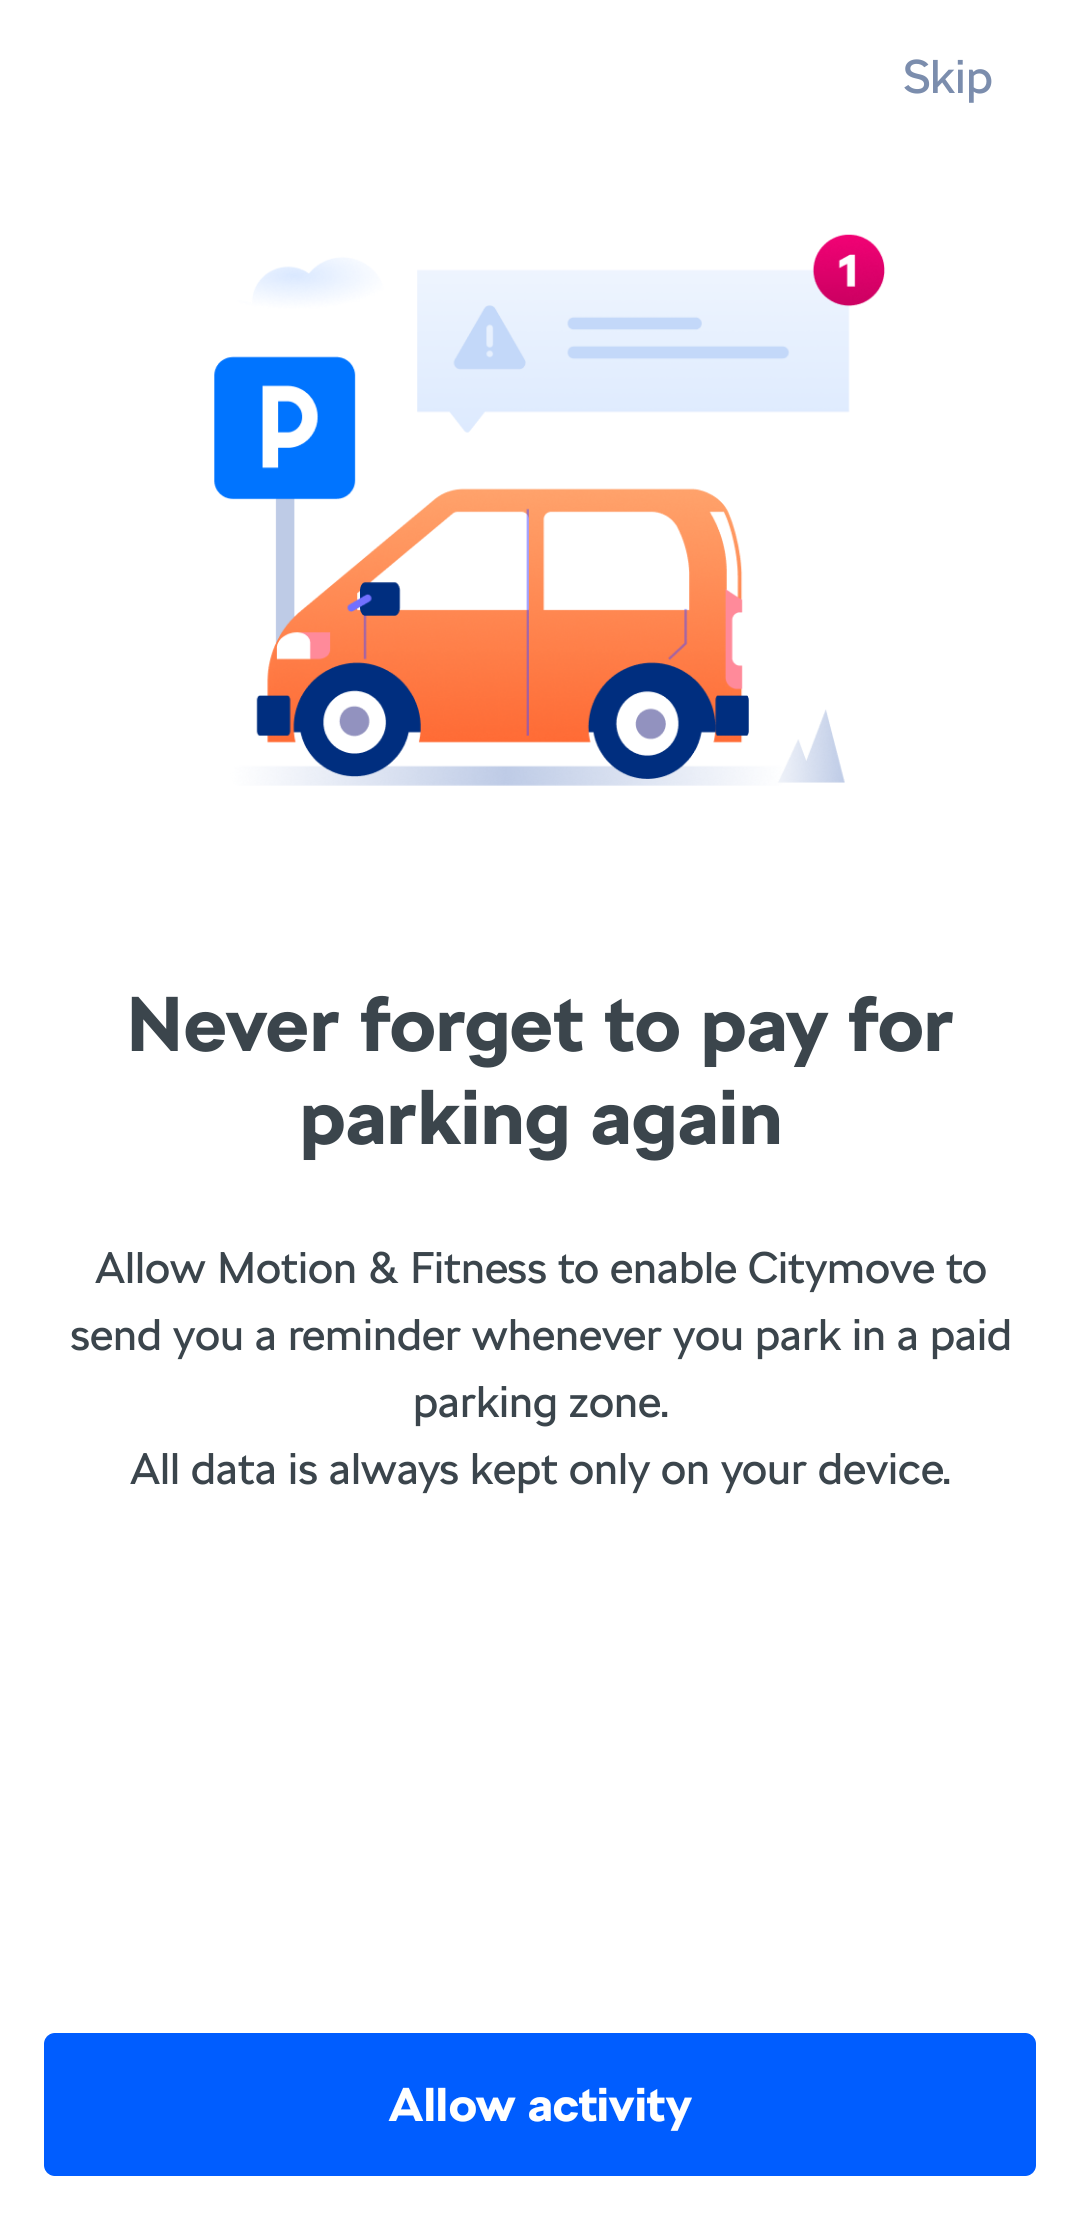 Skip
1
P
Never forget to pay for
parking again
Allow Motion & Fitness to enable Citymove to
send you a reminder whenever you park in a paid
parking zone.
All data is always kept only on your device.
Allow activity